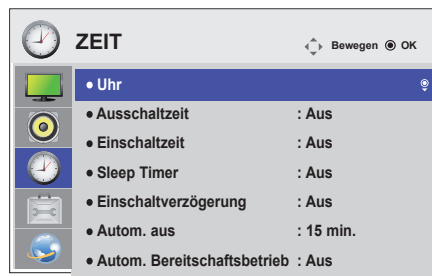 ZEIT Bewegen OK
● Uhr
● Ausschaltzeit : Aus
● Einschaltzeit : Aus
● Sleep Timer : Aus
● Einschaltverzögerung : Aus
● Autom. aus : 15 min.
● Autom. Bereitschaftsbetrieb : Aus